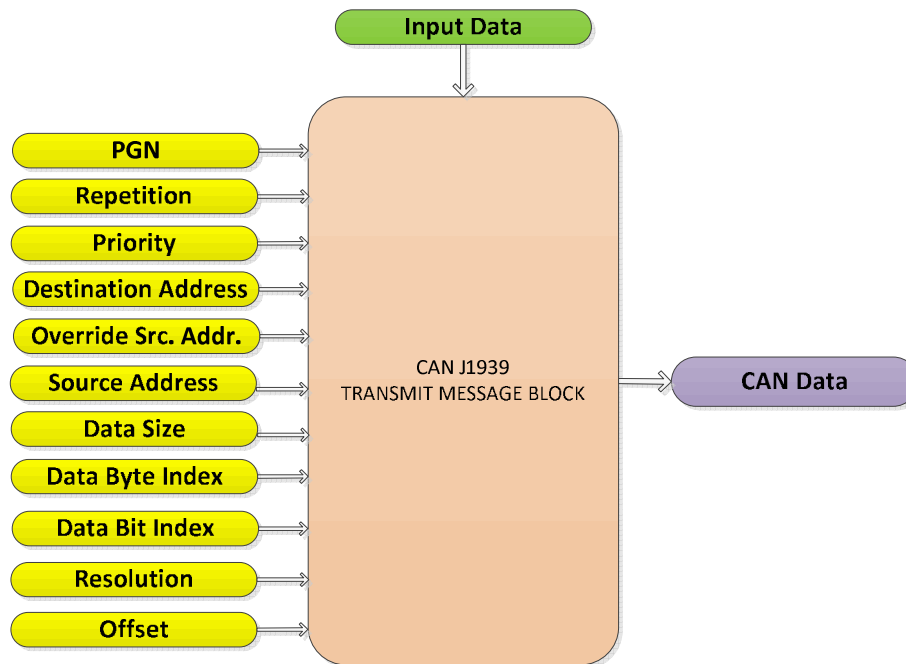 Input Data
PGN
Repetition
Priority
Destination Address
Override Src. Addr.
Source Address
Data Size
Data Byte Index
Data Bit Index
Resolution
Offset
CAN J1939
TRANSMIT MESSAGE BLOCK
CAN Data